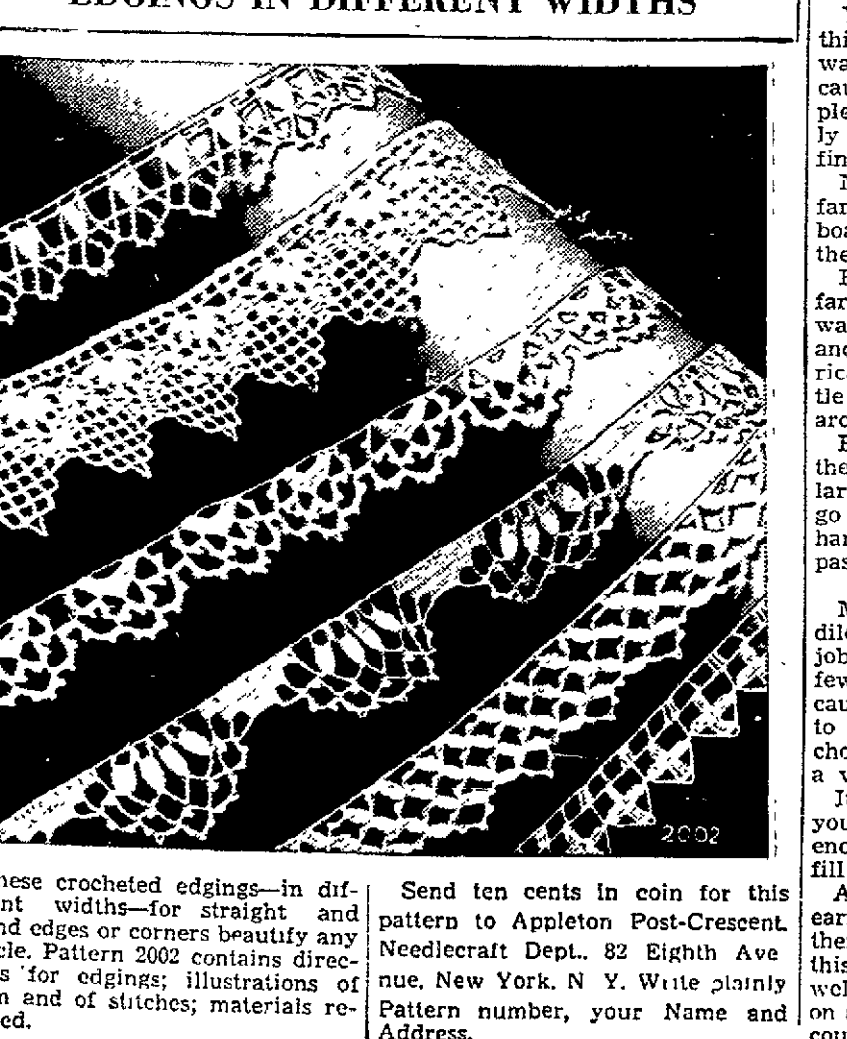 EDGINGS IN DIFFERENT WIDTHS
2002
hese crocheted edgings—in dif-
nt widths—for straight and
nd edges or corners beautify any
cle. Pattern 2002 contains direc-
s for edgings; illustrations of
n and of stitches; materials re-
ed.
Send ten cents in coin for this
pattern to Appleton Post-Crescent.
Needlecraft Dept.. 82 Eighth Ave
nue, New York. N Y. Write plainly
Pattern number, your Name and
Address.
thi
wa
cau
ple
ly
fin
far
boa
the
far
wa
and
ric
tle
aro
the
lar
go
har
pas
dil
job
few
cau
to
cho
a v
you
enc
fill
A
ear
the
this
wel
on
cou